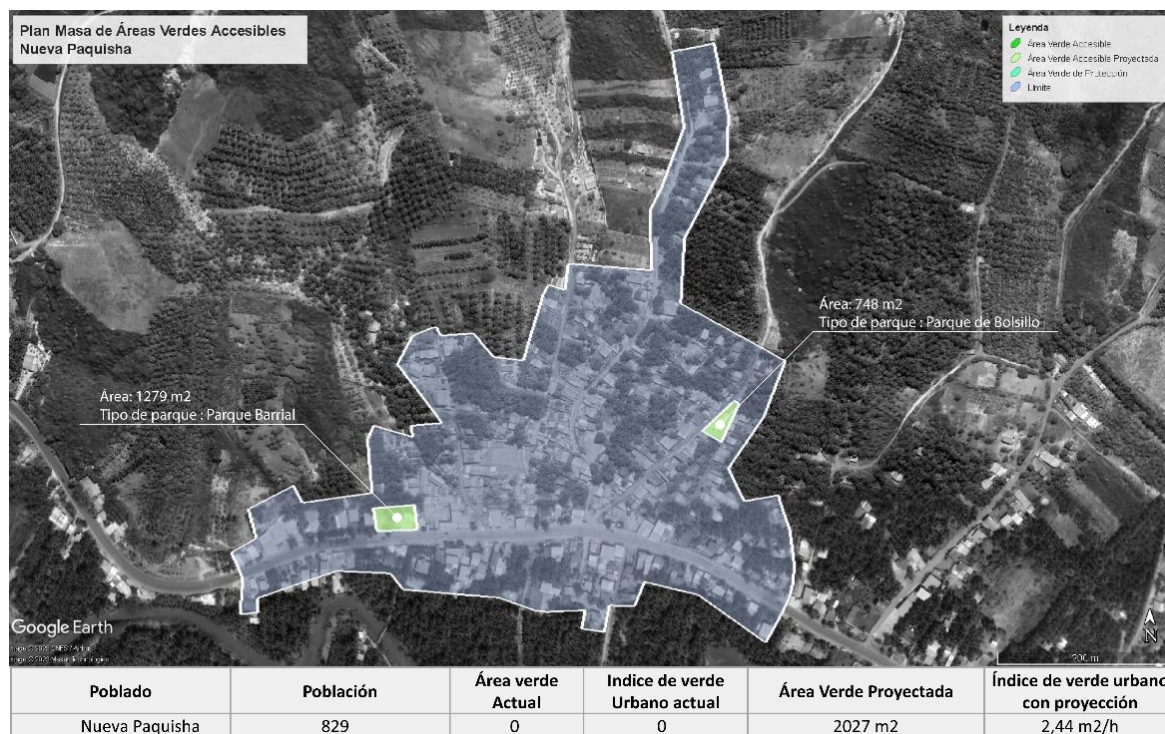 Plan Masa de Áreas Verdes Accesibles
Nueva Paquisha
Leyenda
Área Verde Accesible
Área Verde Accesible Proyectada
Área Verde de Protección
Límite
Área: 748 m2
Tipo de parque : Parque de Bolsillo
Área: 1279 m2
Tipo de parque : Parque Barrial
Google Earth
200 m
N
Poblado Población Área verde Actual Indice de verde Urbano actual Área Verde Proyectada Índice de verde urbano con proyección
Nueva Paquisha 829 0 0 2027 m2 2,44 m2/h